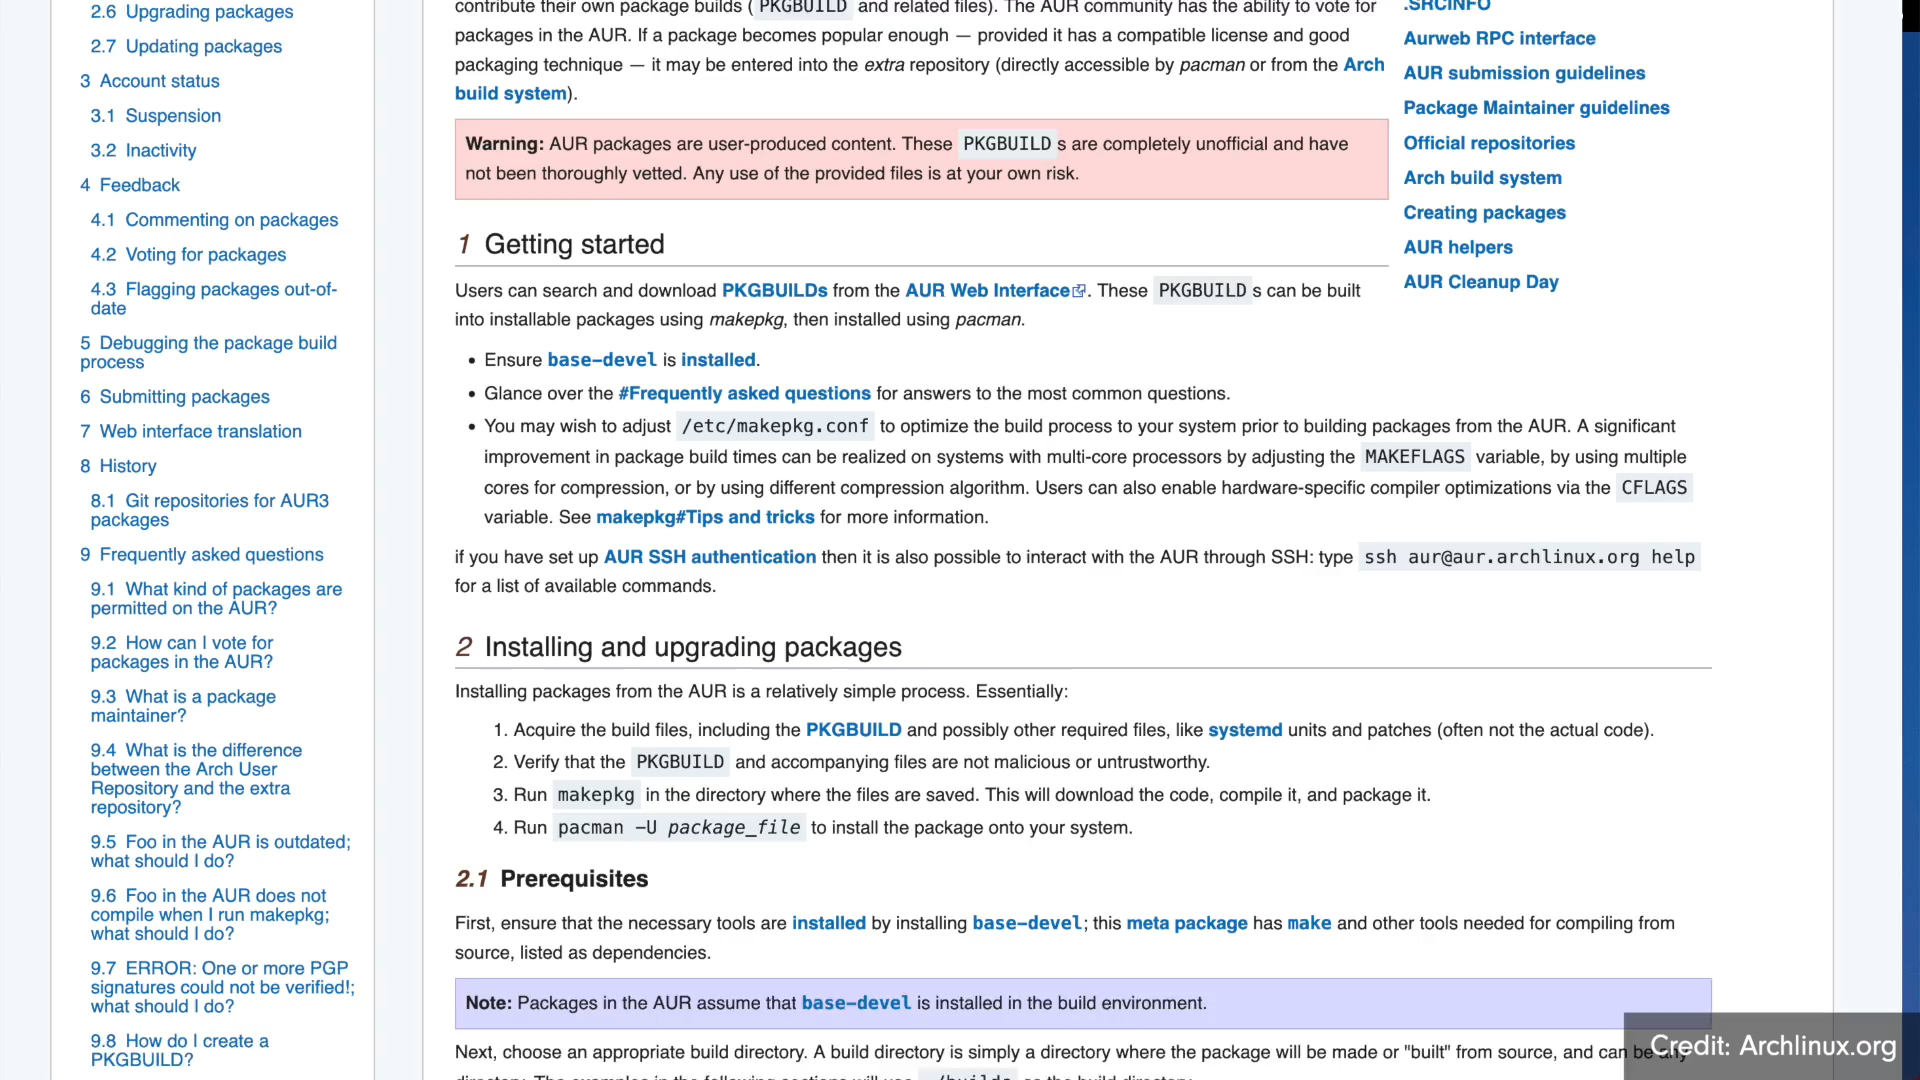 2.6 Upgrading packages
2.7 Updating packages
3 Account status
3.1 Suspension
3.2 Inactivity
4 Feedback
4.1 Commenting on packages
4.2 Voting for packages
4.3 Flagging packages out-of-
date
5 Debugging the package build
process
6 Submitting packages
7 Web interface translation
8 History
8.1 Git repositories for AUR3
packages
9 Frequently asked questions
9.1 What kind of packages are
permitted on the AUR?
9.2 How can I vote for
packages in the AUR?
9.3 What is a package
maintainer?
9.4 What is the difference
between the Arch User
Repository and the extra
repository?
9.5 Foo in the AUR is outdated;
what should I do?
9.6 Foo in the AUR does not
compile when I run makepkg;
what should I do?
9.7 ERROR: One or more PGP
signatures could not be verified!;
what should I do?
9.8 How do I create a
PKGBUILD?
contribute their own package builds (PKGBUILD and related files). The AUR community has the ability to vote for
packages in the AUR. If a package becomes popular enough — provided it has a compatible license and good
packaging technique — it may be entered into the extra repository (directly accessible by pacman or from the Arch
build system).
Warning: AUR packages are user-produced content. These PKGBUILDs are completely unofficial and have
not been thoroughly vetted. Any use of the provided files is at your own risk.
1 Getting started
Users can search and download PKGBUILDs from the AUR Web Interface. These PKGBUILDs can be built
into installable packages using makepkg, then installed using pacman.
• Ensure base-devel is installed.
• Glance over the #Frequently asked questions for answers to the most common questions.
• You may wish to adjust /etc/makepkg.conf to optimize the build process to your system prior to building packages from the AUR. A significant
improvement in package build times can be realized on systems with multi-core processors by adjusting the MAKEFLAGS variable, by using multiple
cores for compression, or by using different compression algorithm. Users can also enable hardware-specific compiler optimizations via the CFLAGS
variable. See makepkg#Tips and tricks for more information.
if you have set up AUR SSH authentication then it is also possible to interact with the AUR through SSH: type ssh aur@aur.archlinux.org help
for a list of available commands.
2 Installing and upgrading packages
Installing packages from the AUR is a relatively simple process. Essentially:
1. Acquire the build files, including the PKGBUILD and possibly other required files, like systemd units and patches (often not the actual code).
2. Verify that the PKGBUILD and accompanying files are not malicious or untrustworthy.
3. Run makepkg in the directory where the files are saved. This will download the code, compile it, and package it.
4. Run pacman -U package_file to install the package onto your system.
2.1 Prerequisites
First, ensure that the necessary tools are installed by installing base-devel; this meta package has make and other tools needed for compiling from
source, listed as dependencies.
Note: Packages in the AUR assume that base-devel is installed in the build environment.
Next, choose an appropriate build directory. A build directory is simply a directory where the package will be made or "built" from source, and can be any
.SRCINFO
Aurweb RPC interface
AUR submission guidelines
Package Maintainer guidelines
Official repositories
Arch build system
Creating packages
AUR helpers
AUR Cleanup Day
Credit: Archlinux.org